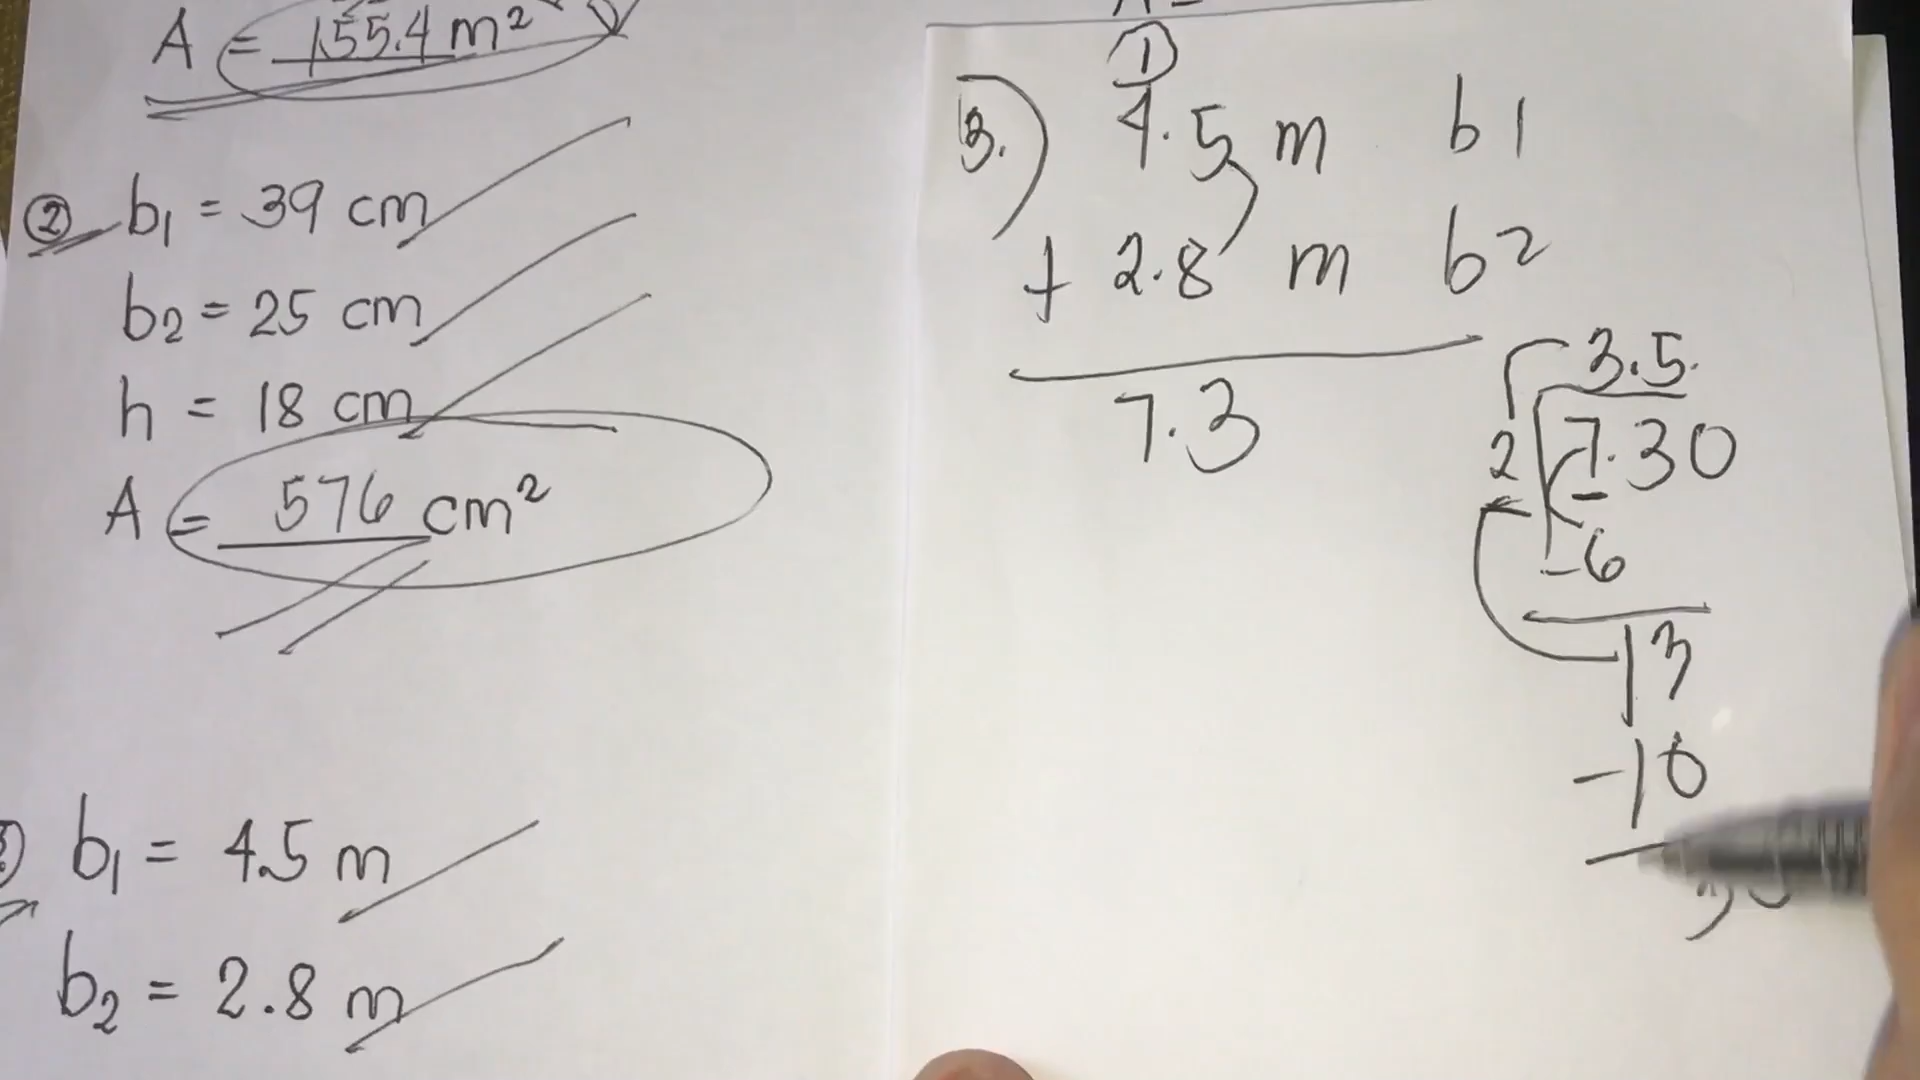 A = 155.4 m²
② b₁ = 39 cm
b₂ = 25 cm
h = 18 cm
A = 576 cm²
b₁ = 4.5 m
b₂ = 2.8 m
①
3. 4.5 m b1
+ 2.8 m b2
7.3
3.5
2 7.30
-6
13
-10